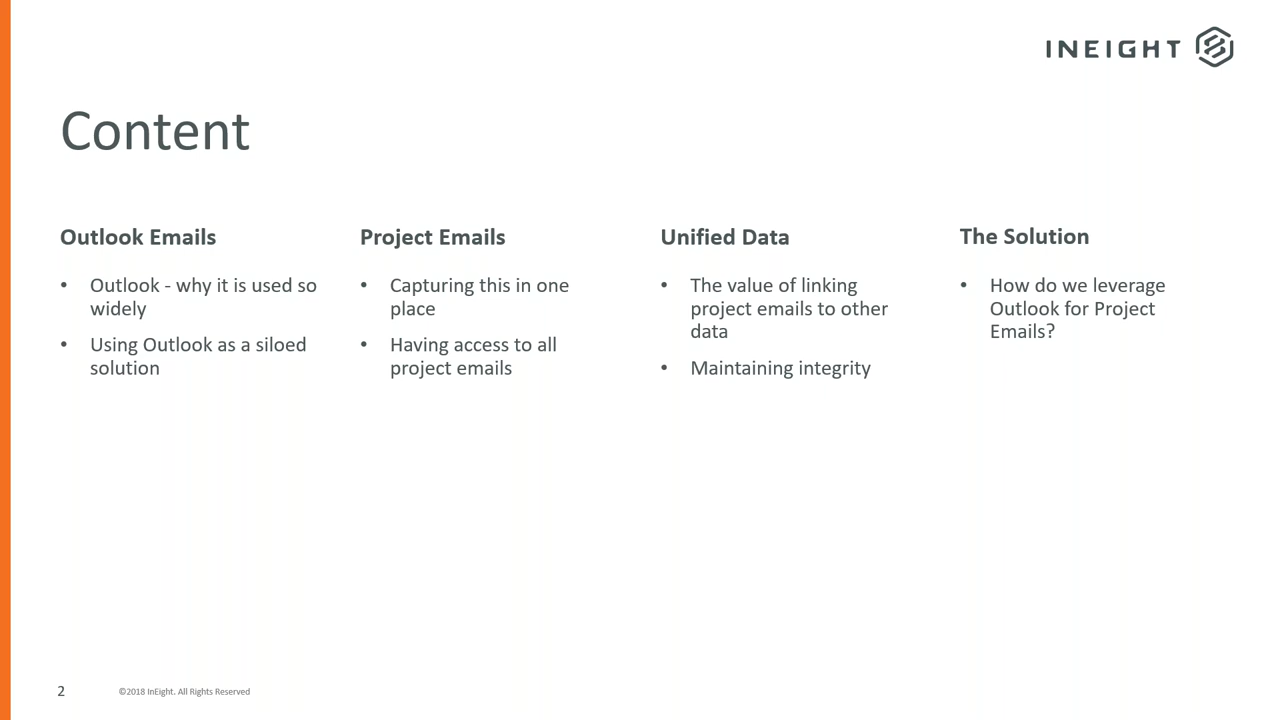 INEIGHT
Content
Outlook Emails
• Outlook - why it is used so
widely
• Using Outlook as a siloed
solution
Project Emails
• Capturing this in one
place
• Having access to all
project emails
Unified Data
• The value of linking
project emails to other
data
• Maintaining integrity
The Solution
• How do we leverage
Outlook for Project
Emails?
2
©2018 InEight. All Rights Reserved